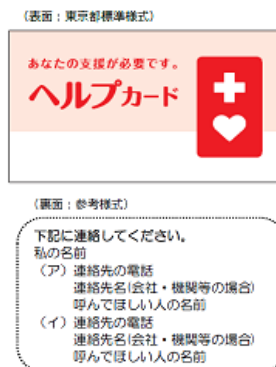 （表面：東京都標準様式）
あなたの支援が必要です。
ヘルプカード
（裏面：参考様式）
下記に連絡してください。
私の名前
（ア）連絡先の電話
連絡先名(会社・機関等の場合)
呼んでほしい人の名前
（イ）連絡先の電話
連絡先名(会社・機関等の場合)
呼んでほしい人の名前